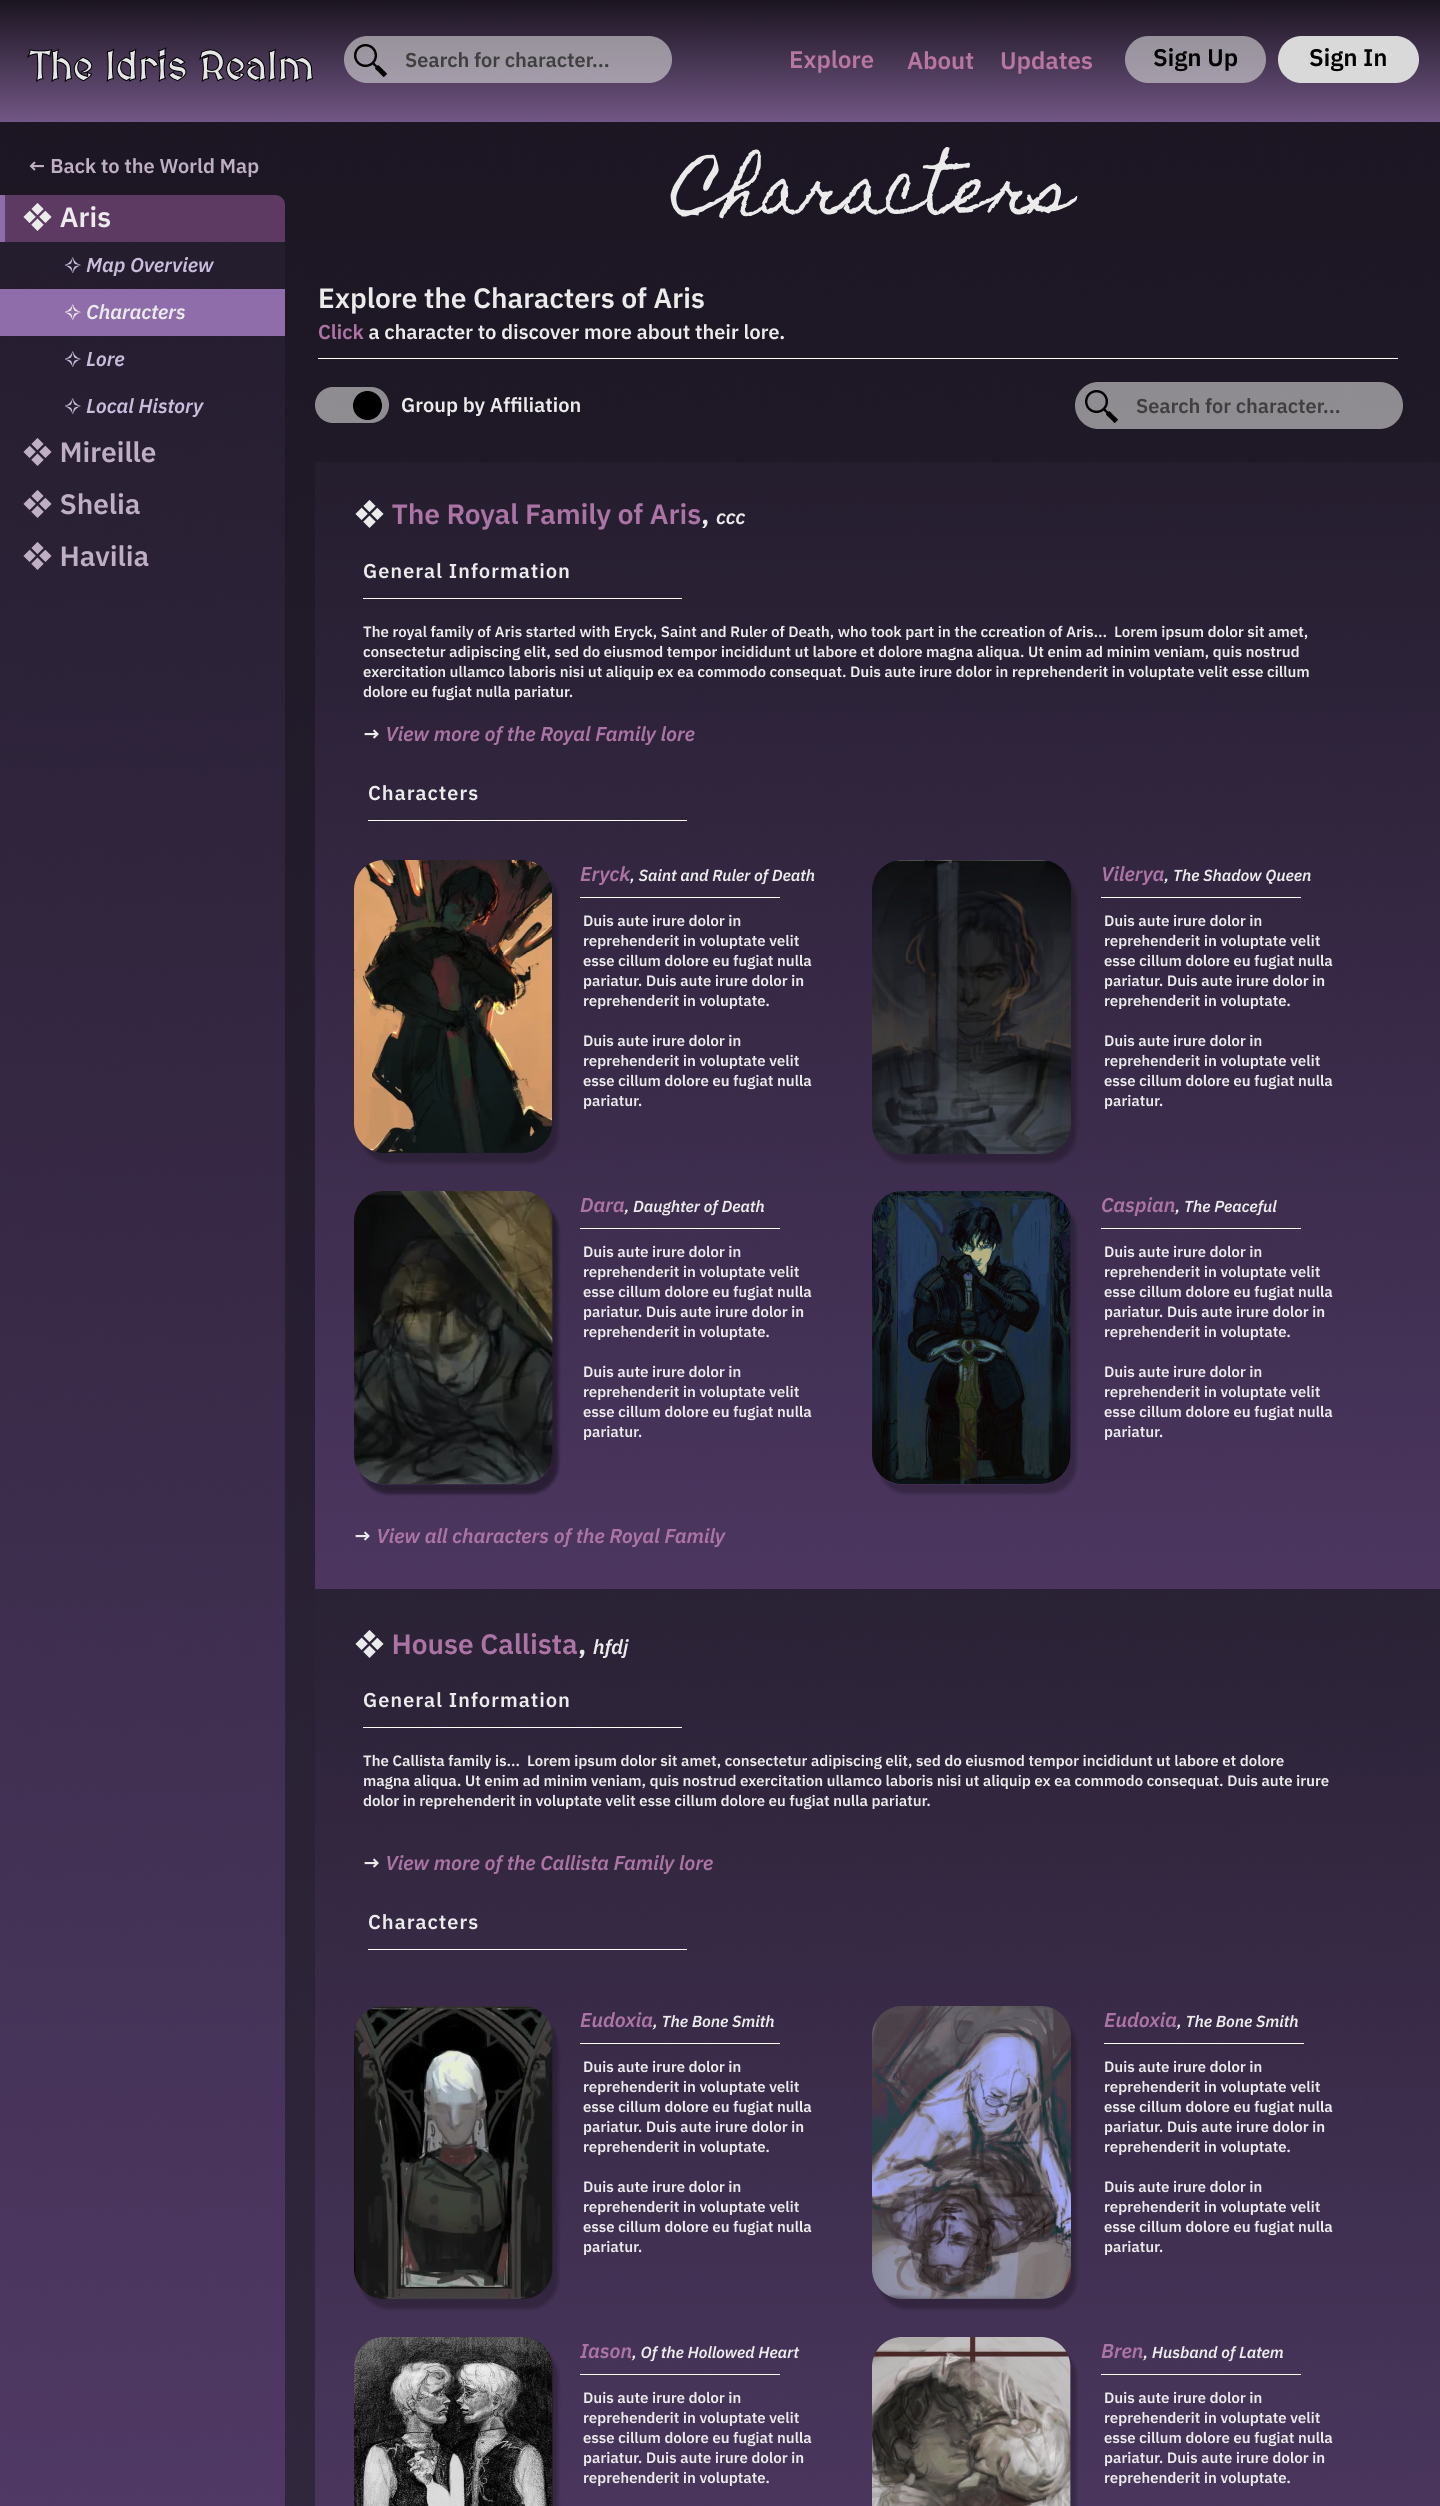 The Idris Realm
Search for character...
Explore
About
Updates
Sign Up
Sign In
← Back to the World Map
❖ Aris
✧ Map Overview
✧ Characters
✧ Lore
✧ Local History
❖ Mireille
❖ Shelia
❖ Havilia
Characters
Explore the Characters of Aris
Click a character to discover more about their lore.
Group by Affiliation
Search for character...
❖ The Royal Family of Aris, ccc
General Information
The royal family of Aris started with Eryck, Saint and Ruler of Death, who took part in the ccreation of Aris... Lorem ipsum dolor sit amet,
consectetur adipiscing elit, sed do eiusmod tempor incididunt ut labore et dolore magna aliqua. Ut enim ad minim veniam, quis nostrud
exercitation ullamco laboris nisi ut aliquip ex ea commodo consequat. Duis aute irure dolor in reprehenderit in voluptate velit esse cillum
dolore eu fugiat nulla pariatur.
→ View more of the Royal Family lore
Characters
Eryck, Saint and Ruler of Death
Duis aute irure dolor in
reprehenderit in voluptate velit
esse cillum dolore eu fugiat nulla
pariatur. Duis aute irure dolor in
reprehenderit in voluptate.
Duis aute irure dolor in
reprehenderit in voluptate velit
esse cillum dolore eu fugiat nulla
pariatur.
Vilerya, The Shadow Queen
Duis aute irure dolor in
reprehenderit in voluptate velit
esse cillum dolore eu fugiat nulla
pariatur. Duis aute irure dolor in
reprehenderit in voluptate.
Duis aute irure dolor in
reprehenderit in voluptate velit
esse cillum dolore eu fugiat nulla
pariatur.
Dara, Daughter of Death
Duis aute irure dolor in
reprehenderit in voluptate velit
esse cillum dolore eu fugiat nulla
pariatur. Duis aute irure dolor in
reprehenderit in voluptate.
Duis aute irure dolor in
reprehenderit in voluptate velit
esse cillum dolore eu fugiat nulla
pariatur.
Caspian, The Peaceful
Duis aute irure dolor in
reprehenderit in voluptate velit
esse cillum dolore eu fugiat nulla
pariatur. Duis aute irure dolor in
reprehenderit in voluptate.
Duis aute irure dolor in
reprehenderit in voluptate velit
esse cillum dolore eu fugiat nulla
pariatur.
→ View all characters of the Royal Family
❖ House Callista, hfdj
General Information
The Callista family is... Lorem ipsum dolor sit amet, consectetur adipiscing elit, sed do eiusmod tempor incididunt ut labore et dolore
magna aliqua. Ut enim ad minim veniam, quis nostrud exercitation ullamco laboris nisi ut aliquip ex ea commodo consequat. Duis aute irure
dolor in reprehenderit in voluptate velit esse cillum dolore eu fugiat nulla pariatur.
→ View more of the Callista Family lore
Characters
Eudoxia, The Bone Smith
Duis aute irure dolor in
reprehenderit in voluptate velit
esse cillum dolore eu fugiat nulla
pariatur. Duis aute irure dolor in
reprehenderit in voluptate.
Duis aute irure dolor in
reprehenderit in voluptate velit
esse cillum dolore eu fugiat nulla
pariatur.
Eudoxia, The Bone Smith
Duis aute irure dolor in
reprehenderit in voluptate velit
esse cillum dolore eu fugiat nulla
pariatur. Duis aute irure dolor in
reprehenderit in voluptate.
Duis aute irure dolor in
reprehenderit in voluptate velit
esse cillum dolore eu fugiat nulla
pariatur.
Iason, Of the Hollowed Heart
Duis aute irure dolor in
reprehenderit in voluptate velit
esse cillum dolore eu fugiat nulla
pariatur. Duis aute irure dolor in
reprehenderit in voluptate.
Bren, Husband of Latem
Duis aute irure dolor in
reprehenderit in voluptate velit
esse cillum dolore eu fugiat nulla
pariatur. Duis aute irure dolor in
reprehenderit in voluptate.